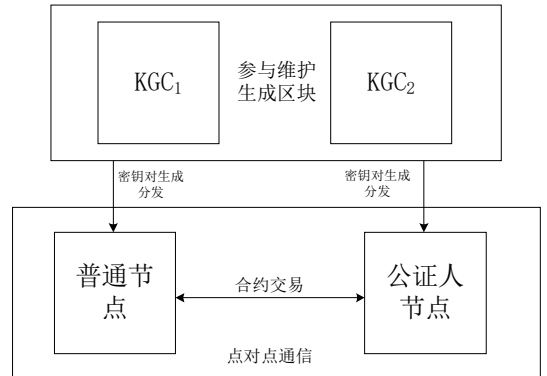 KGC₁
参与维护
生成区块
KGC₂
密钥对生成
分发
密钥对生成
分发
普通节
点
合约交易
公证人
节点
点对点通信